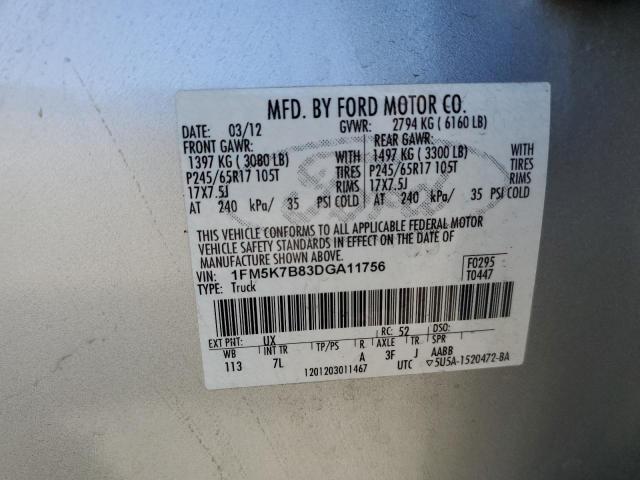 MFD. BY FORD MOTOR CO.
DATE: 03/12 GVWR: 2794 KG ( 6160 LB)
FRONT GAWR: REAR GAWR:
1397 KG ( 3080 LB) WITH 1497 KG ( 3300 LB) WITH
P245/65R17 105T TIRES P245/65R17 105T TIRES
17X7.5J RIMS 17X7.5J RIMS
AT 240 kPa/ 35 PSI COLD AT 240 kPa/ 35 PSI COLD
THIS VEHICLE CONFORMS TO ALL APPLICABLE FEDERAL MOTOR
VEHICLE SAFETY STANDARDS IN EFFECT ON THE DATE OF
MANUFACTURE SHOWN ABOVE.
VIN: 1FM5K7B83DGA11756 F0295
TYPE: Truck T0447
EXT PNT: UX RC: 52 DSO:
WB INT TR TP/PS R AXLE TR SPR
113 7L A 3F J AABB
1201203011467 UTC ▽5U5A-1520472-BA